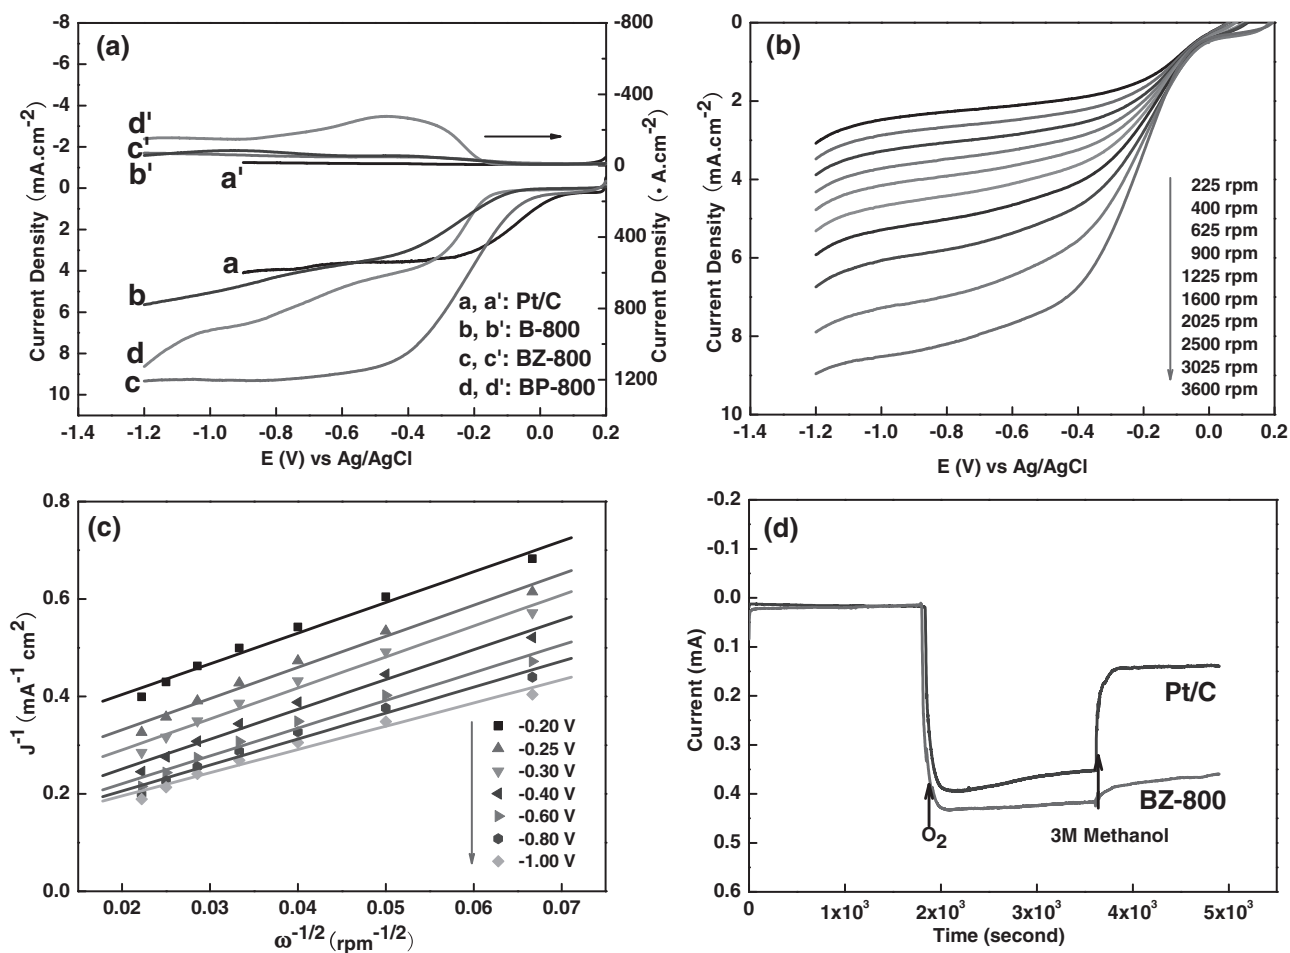 (a)
-8
-6
-4
-2
0
2
4
6
8
10
Current Density (mA.cm-2)
-800
-400
0
400
800
1200
Current Density (・A.cm-2)
d'
c'
b'
a'
a
b
d
c
a, a': Pt/C
b, b': B-800
c, c': BZ-800
d, d': BP-800
-1.4 -1.2 -1.0 -0.8 -0.6 -0.4 -0.2 0.0 0.2
E (V) vs Ag/AgCl
(b)
0
2
4
6
8
10
Current Density (mA.cm-2)
225 rpm
400 rpm
625 rpm
900 rpm
1225 rpm
1600 rpm
2025 rpm
2500 rpm
3025 rpm
3600 rpm
-1.4 -1.2 -1.0 -0.8 -0.6 -0.4 -0.2 0.0 0.2
E (V) vs Ag/AgCl
(c)
0.8
0.6
0.4
0.2
0.0
J-1 (mA-1 cm2)
-0.20 V
-0.25 V
-0.30 V
-0.40 V
-0.60 V
-0.80 V
-1.00 V
0.02 0.03 0.04 0.05 0.06 0.07
ω-1/2 (rpm-1/2)
(d)
-0.2
-0.1
0.0
0.1
0.2
0.3
0.4
0.5
0.6
Current (mA)
Pt/C
BZ-800
O2
3M Methanol
0 1x10³ 2x10³ 3x10³ 4x10³ 5x10³
Time (second)